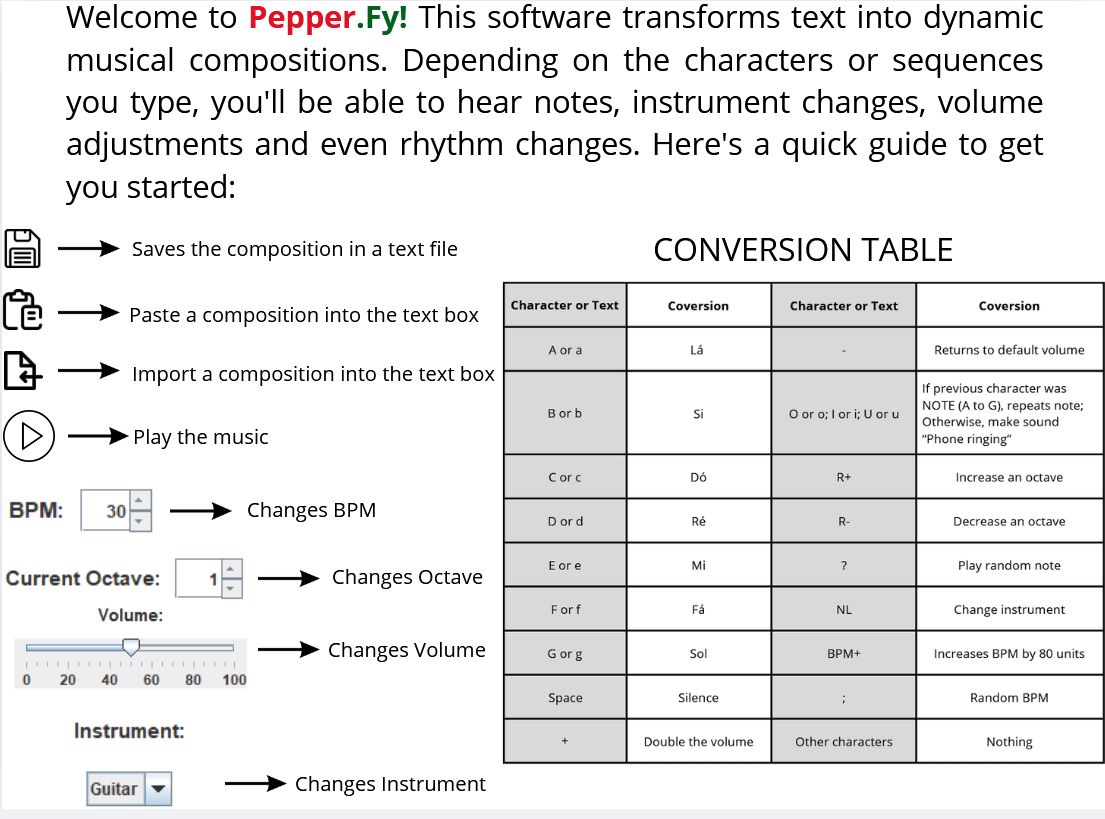 Welcome to Pepper.Fy! This software transforms text into dynamic
musical compositions. Depending on the characters or sequences
you type, you'll be able to hear notes, instrument changes, volume
adjustments and even rhythm changes. Here's a quick guide to get
you started:
Saves the composition in a text file
Paste a composition into the text box
Import a composition into the text box
Play the music
BPM: 30 Changes BPM
Current Octave: 1 Changes Octave
Volume:
0 20 40 60 80 100
Changes Volume
Instrument:
Guitar Changes Instrument
CONVERSION TABLE
Character or Text Coversion Character or Text Coversion
A or a Lá - Returns to default volume
B or b Si O or o; I or i; U or u
If previous character was
NOTE (A to G), repeats note;
Otherwise, make sound
“Phone ringing”
C or c Dó R+ Increase an octave
D or d Ré R- Decrease an octave
E or e Mi ? Play random note
F or f Fá NL Change instrument
G or g Sol BPM+ Increases BPM by 80 units
Space Silence ; Random BPM
+ Double the volume Other characters Nothing